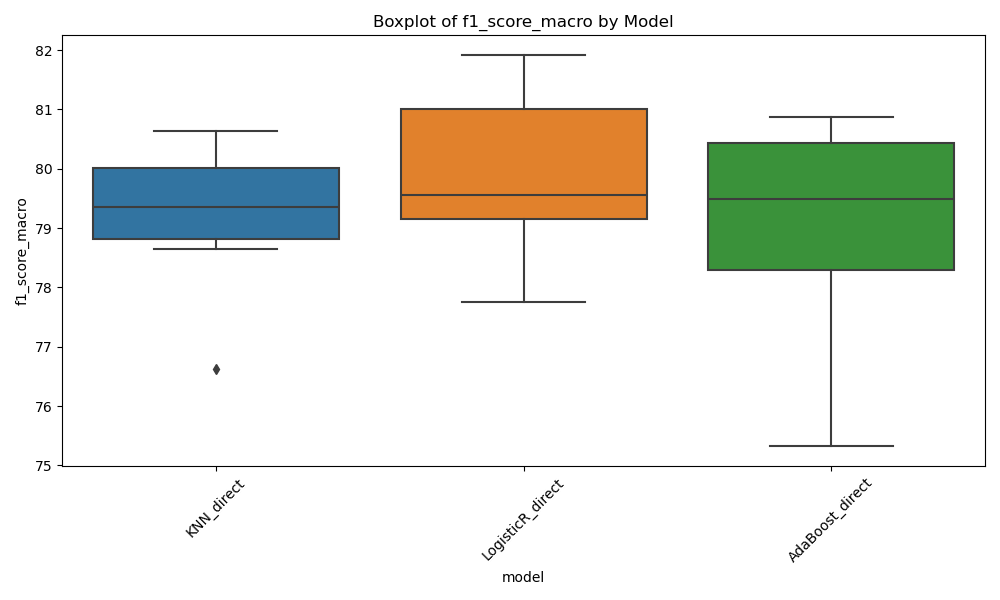 Boxplot of f1_score_macro by Model
f1_score_macro
82
81
80
79
78
77
76
75
KNN_direct
LogisticR_direct
AdaBoost_direct
model